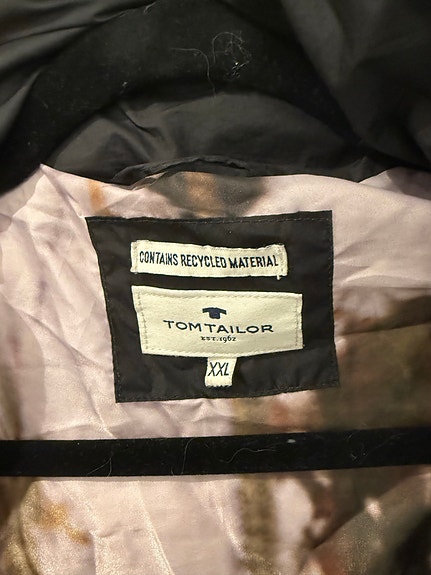 CONTAINS RECYCLED MATERIAL
TOM TAILOR
EST. 1962
XXL